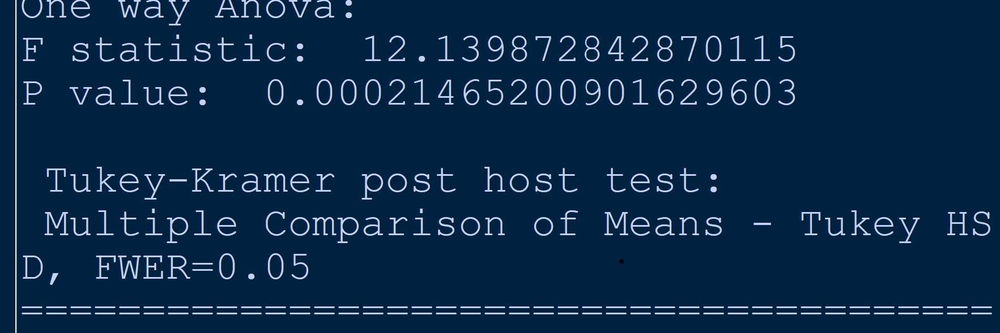 One way Anova:
F statistic:  12.139872842870115
P value:  0.00021465200901629603
Tukey-Kramer post host test:
Multiple Comparison of Means - Tukey HS
D, FWER=0.05
========================================